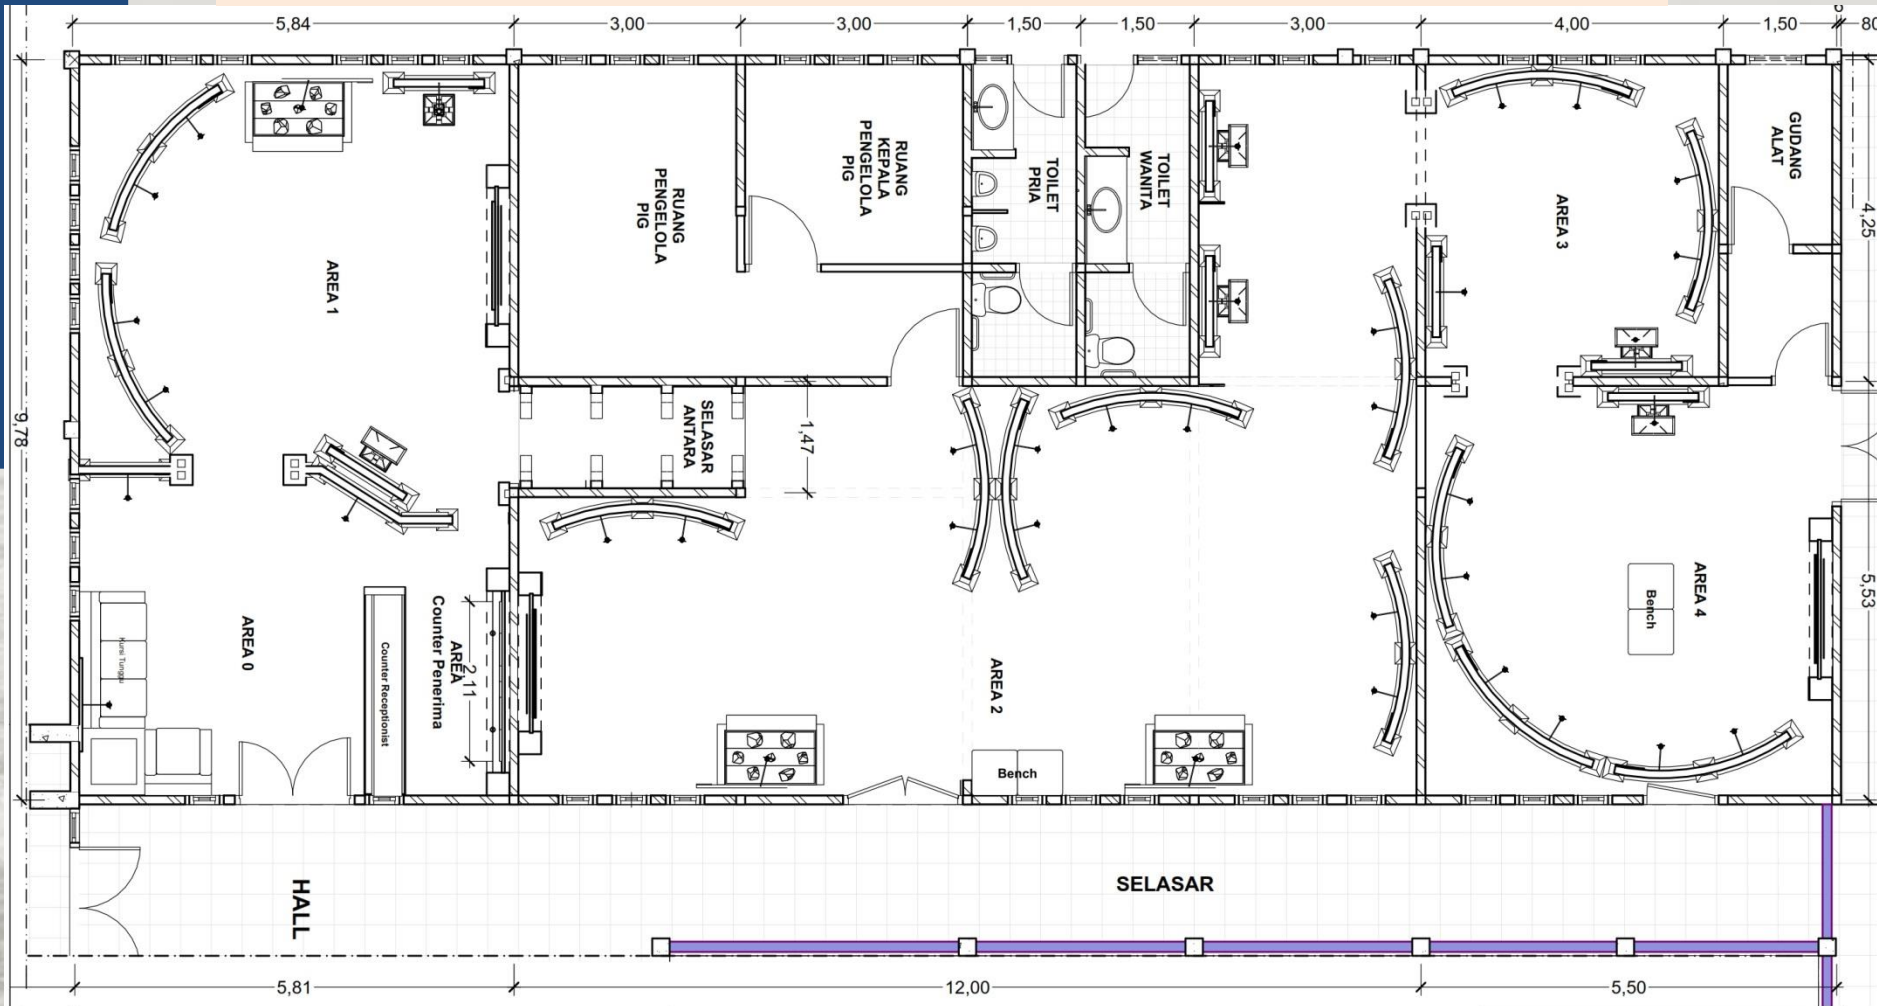 5,84
3,00
3,00
1,50
1,50
3,00
4,00
1,50
80
RUANG
PENGELOLA
PIG
RUANG
KEPALA
PENGELOLA
PIG
TOILET
PRIA
TOILET
WANITA
GUDANG
ALAT
AREA 3
4,25
AREA 1
9,78
SELASAR
ANTARA
1,47
AREA 0
Kursi Tunggu
Counter Receptionist
AREA
Counter Penerima
2,11
AREA 2
Bench
Bench
AREA 4
5,53
HALL
SELASAR
5,81
12,00
5,50